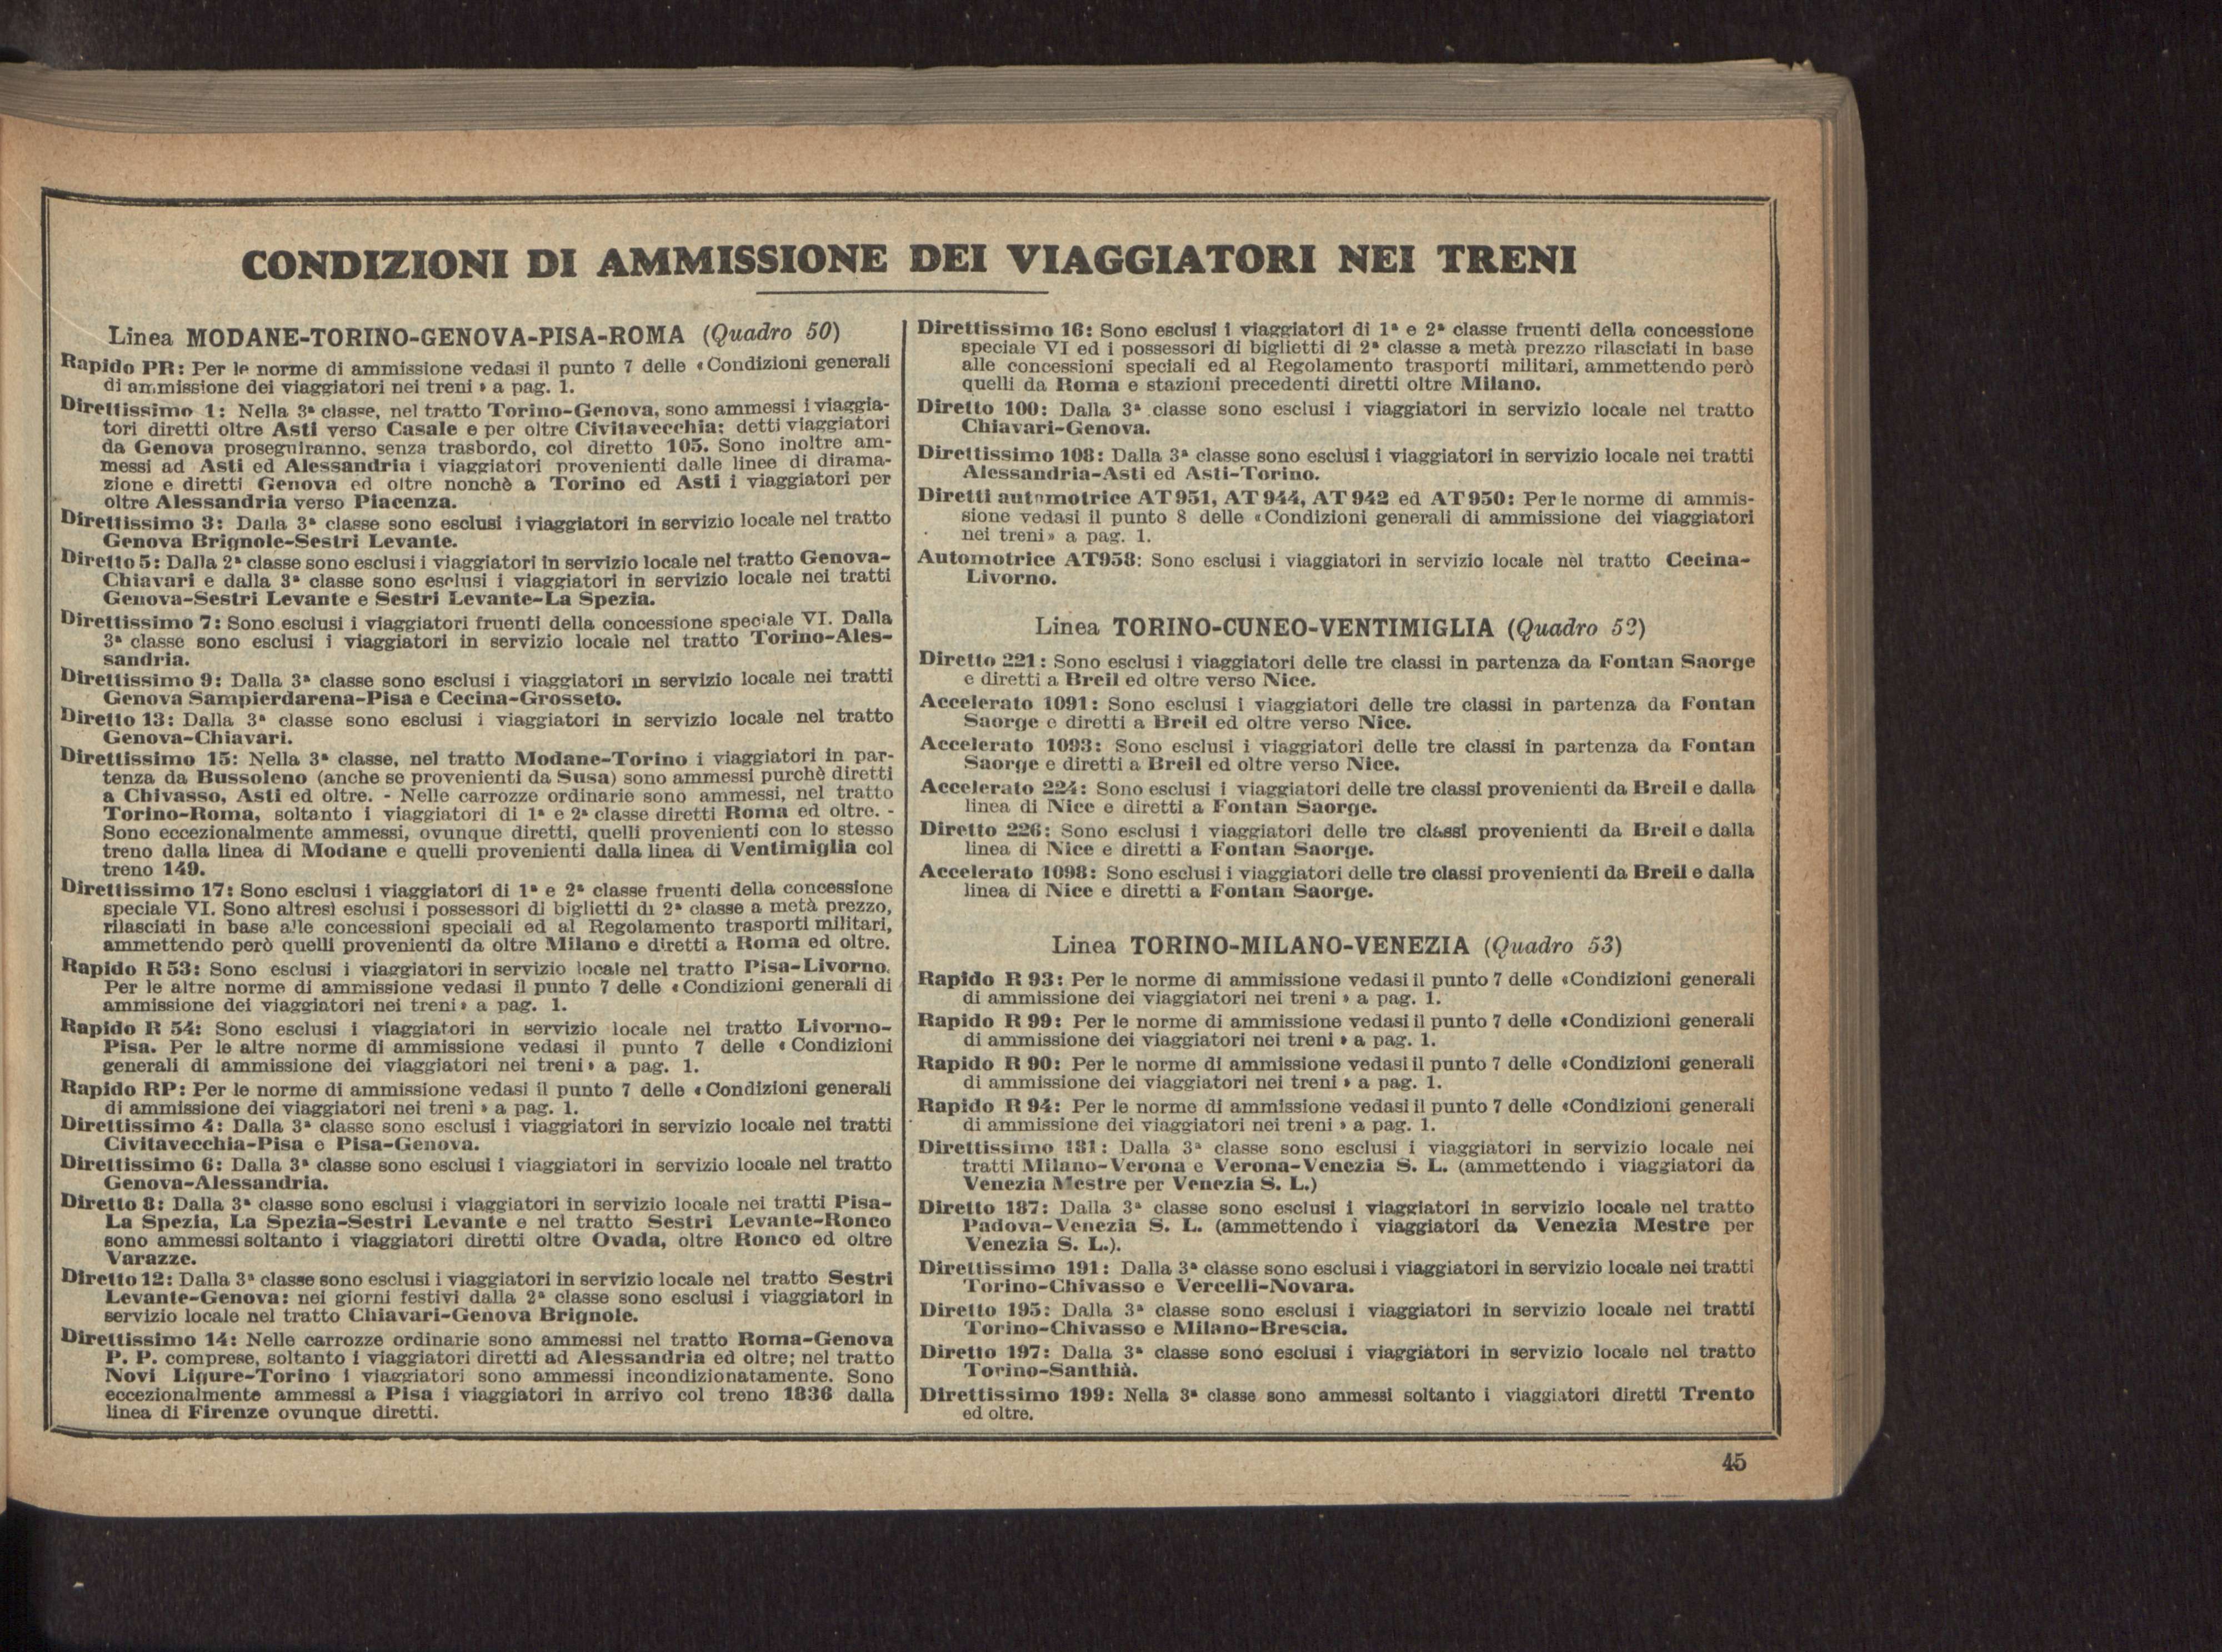 CONDIZIONI DI AMMISSIONE DEI VIAGGIATORI NEI TRENI
Linea MODANE-TORINO-GENOVA-PISA-ROMA (Quadro 50)
Rapido PR: Per le norme di ammissione vedasi il punto 7 delle «Condizioni generali
di ammissione dei viaggiatori nei treni» a pag. 1.
Direttissimo 1: Nella 3ª classe, nel tratto Torino-Genova, sono ammessi i viaggia-
tori diretti oltre Asti verso Casale e per oltre Civitavecchia: detti viaggiatori
da Genova proseguiranno, senza trasbordo, col diretto 105. Sono inoltre am-
messi ad Asti ed Alessandria i viaggiatori provenienti dalle linee di dirama-
zione e diretti Genova ed oltre nonchè a Torino ed Asti i viaggiatori per
oltre Alessandria verso Piacenza.
Direttissimo 3: Dalla 3ª classe sono esclusi i viaggiatori in servizio locale nel tratto
Genova Brignole-Sestri Levante.
Diretto 5: Dalla 2ª classe sono esclusi i viaggiatori in servizio locale nel tratto Genova-
Chiavari e dalla 3ª classe sono esclusi i viaggiatori in servizio locale nei tratti
Genova-Sestri Levante e Sestri Levante-La Spezia.
Direttissimo 7: Sono esclusi i viaggiatori fruenti della concessione speciale VI. Dalla
3ª classe sono esclusi i viaggiatori in servizio locale nel tratto Torino-Ales-
sandria.
Direttissimo 9: Dalla 3ª classe sono esclusi i viaggiatori in servizio locale nei tratti
Genova Sampierdarena-Pisa e Cecina-Grosseto.
Diretto 13: Dalla 3ª classe sono esclusi i viaggiatori in servizio locale nel tratto
Genova-Chiavari.
Direttissimo 15: Nella 3ª classe, nel tratto Modane-Torino i viaggiatori in par-
tenza da Bussoleno (anche se provenienti da Susa) sono ammessi purchè diretti
a Chivasso, Asti ed oltre. - Nelle carrozze ordinarie sono ammessi, nel tratto
Torino-Roma, soltanto i viaggiatori di 1ª e 2ª classe diretti Roma ed oltre. -
Sono eccezionalmente ammessi, ovunque diretti, quelli provenienti con lo stesso
treno dalla linea di Modane e quelli provenienti dalla linea di Ventimiglia col
treno 149.
Direttissimo 17: Sono esclusi i viaggiatori di 1ª e 2ª classe fruenti della concessione
speciale VI. Sono altresì esclusi i possessori di biglietti di 2ª classe a metà prezzo,
rilasciati in base alle concessioni speciali ed al Regolamento trasporti militari,
ammettendo però quelli provenienti da oltre Milano e diretti a Roma ed oltre.
Rapido R 53: Sono esclusi i viaggiatori in servizio locale nel tratto Pisa-Livorno.
Per le altre norme di ammissione vedasi il punto 7 delle «Condizioni generali di
ammissione dei viaggiatori nei treni» a pag. 1.
Rapido R 54: Sono esclusi i viaggiatori in servizio locale nel tratto Livorno-
Pisa. Per le altre norme di ammissione vedasi il punto 7 delle «Condizioni
generali di ammissione dei viaggiatori nei treni» a pag. 1.
Rapido RP: Per le norme di ammissione vedasi il punto 7 delle «Condizioni generali
di ammissione dei viaggiatori nei treni» a pag. 1.
Direttissimo 4: Dalla 3ª classe sono esclusi i viaggiatori in servizio locale nei tratti
Civitavecchia-Pisa e Pisa-Genova.
Direttissimo 6: Dalla 3ª classe sono esclusi i viaggiatori in servizio locale nel tratto
Genova-Alessandria.
Diretto 8: Dalla 3ª classe sono esclusi i viaggiatori in servizio locale nei tratti Pisa-
La Spezia, La Spezia-Sestri Levante e nel tratto Sestri Levante-Ronco
sono ammessi soltanto i viaggiatori diretti oltre Ovada, oltre Ronco ed oltre
Varazze.
Diretto 12: Dalla 3ª classe sono esclusi i viaggiatori in servizio locale nel tratto Sestri
Levante-Genova: nei giorni festivi dalla 2ª classe sono esclusi i viaggiatori in
servizio locale nel tratto Chiavari-Genova Brignole.
Direttissimo 14: Nelle carrozze ordinarie sono ammessi nel tratto Roma-Genova
P. P. comprese, soltanto i viaggiatori diretti ad Alessandria ed oltre; nel tratto
Novi Ligure-Torino i viaggiatori sono ammessi incondizionatamente. Sono
eccezionalmente ammessi a Pisa i viaggiatori in arrivo col treno 1836 dalla
linea di Firenze ovunque diretti.
Direttissimo 16: Sono esclusi i viaggiatori di 1ª e 2ª classe fruenti della concessione
speciale VI ed i possessori di biglietti di 2ª classe a metà prezzo rilasciati in base
alle concessioni speciali ed al Regolamento trasporti militari, ammettendo però
quelli da Roma e stazioni precedenti diretti oltre Milano.
Diretto 100: Dalla 3ª classe sono esclusi i viaggiatori in servizio locale nel tratto
Chiavari-Genova.
Direttissimo 108: Dalla 3ª classe sono esclusi i viaggiatori in servizio locale nei tratti
Alessandria-Asti ed Asti-Torino.
Diretti automotrice AT 951, AT 944, AT 942 ed AT 950: Per le norme di ammis-
sione vedasi il punto 8 delle «Condizioni generali di ammissione dei viaggiatori
nei treni» a pag. 1.
Automotrice AT958: Sono esclusi i viaggiatori in servizio locale nel tratto Cecina-
Livorno.
Linea TORINO-CUNEO-VENTIMIGLIA (Quadro 52)
Diretto 221: Sono esclusi i viaggiatori delle tre classi in partenza da Fontan Saorge
e diretti a Breil ed oltre verso Nice.
Accelerato 1091: Sono esclusi i viaggiatori delle tre classi in partenza da Fontan
Saorge e diretti a Breil ed oltre verso Nice.
Accelerato 1093: Sono esclusi i viaggiatori delle tre classi in partenza da Fontan
Saorge e diretti a Breil ed oltre verso Nice.
Accelerato 224: Sono esclusi i viaggiatori delle tre classi provenienti da Breil e dalla
linea di Nice e diretti a Fontan Saorge.
Diretto 226: Sono esclusi i viaggiatori delle tre classi provenienti da Breil e dalla
linea di Nice e diretti a Fontan Saorge.
Accelerato 1098: Sono esclusi i viaggiatori delle tre classi provenienti da Breil e dalla
linea di Nice e diretti a Fontan Saorge.
Linea TORINO-MILANO-VENEZIA (Quadro 53)
Rapido R 93: Per le norme di ammissione vedasi il punto 7 delle «Condizioni generali
di ammissione dei viaggiatori nei treni» a pag. 1.
Rapido R 99: Per le norme di ammissione vedasi il punto 7 delle «Condizioni generali
di ammissione dei viaggiatori nei treni» a pag. 1.
Rapido R 90: Per le norme di ammissione vedasi il punto 7 delle «Condizioni generali
di ammissione dei viaggiatori nei treni» a pag. 1.
Rapido R 94: Per le norme di ammissione vedasi il punto 7 delle «Condizioni generali
di ammissione dei viaggiatori nei treni» a pag. 1.
Direttissimo 181: Dalla 3ª classe sono esclusi i viaggiatori in servizio locale nei
tratti Milano-Verona e Verona-Venezia S. L. (ammettendo i viaggiatori da
Venezia Mestre per Venezia S. L.)
Diretto 187: Dalla 3ª classe sono esclusi i viaggiatori in servizio locale nel tratto
Padova-Venezia S. L. (ammettendo i viaggiatori da Venezia Mestre per
Venezia S. L.).
Direttissimo 191: Dalla 3ª classe sono esclusi i viaggiatori in servizio locale nei tratti
Torino-Chivasso e Vercelli-Novara.
Diretto 195: Dalla 3ª classe sono esclusi i viaggiatori in servizio locale nei tratti
Torino-Chivasso e Milano-Brescia.
Diretto 197: Dalla 3ª classe sono esclusi i viaggiatori in servizio locale nel tratto
Torino-Santhià.
Direttissimo 199: Nella 3ª classe sono ammessi soltanto i viaggiatori diretti Trento
ed oltre.
45